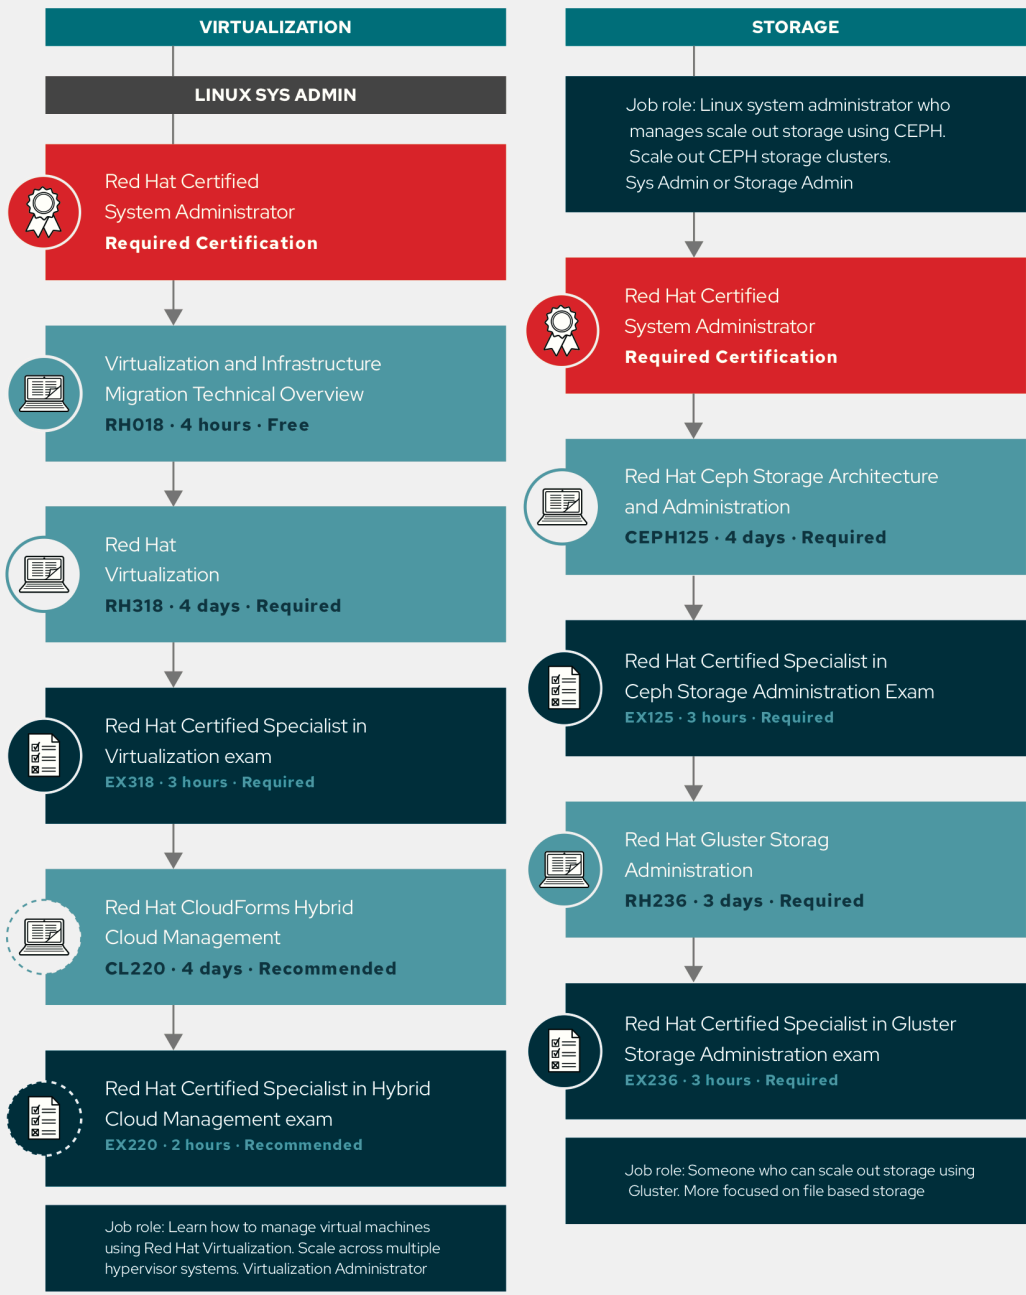 VIRTUALIZATION
LINUX SYS ADMIN
Red Hat Certified
System Administrator
Required Certification
Virtualization and Infrastructure
Migration Technical Overview
RH018 · 4 hours · Free
Red Hat
Virtualization
RH318 · 4 days · Required
Red Hat Certified Specialist in
Virtualization exam
EX318 · 3 hours · Required
Red Hat CloudForms Hybrid
Cloud Management
CL220 · 4 days · Recommended
Red Hat Certified Specialist in Hybrid
Cloud Management exam
EX220 · 2 hours · Recommended
Job role: Learn how to manage virtual machines
using Red Hat Virtualization. Scale across multiple
hypervisor systems. Virtualization Administrator
STORAGE
Job role: Linux system administrator who
manages scale out storage using CEPH.
Scale out CEPH storage clusters.
Sys Admin or Storage Admin
Red Hat Certified
System Administrator
Required Certification
Red Hat Ceph Storage Architecture
and Administration
CEPH125 · 4 days · Required
Red Hat Certified Specialist in
Ceph Storage Administration Exam
EX125 · 3 hours · Required
Red Hat Gluster Storag
Administration
RH236 · 3 days · Required
Red Hat Certified Specialist in Gluster
Storage Administration exam
EX236 · 3 hours · Required
Job role: Someone who can scale out storage using
Gluster. More focused on file based storage